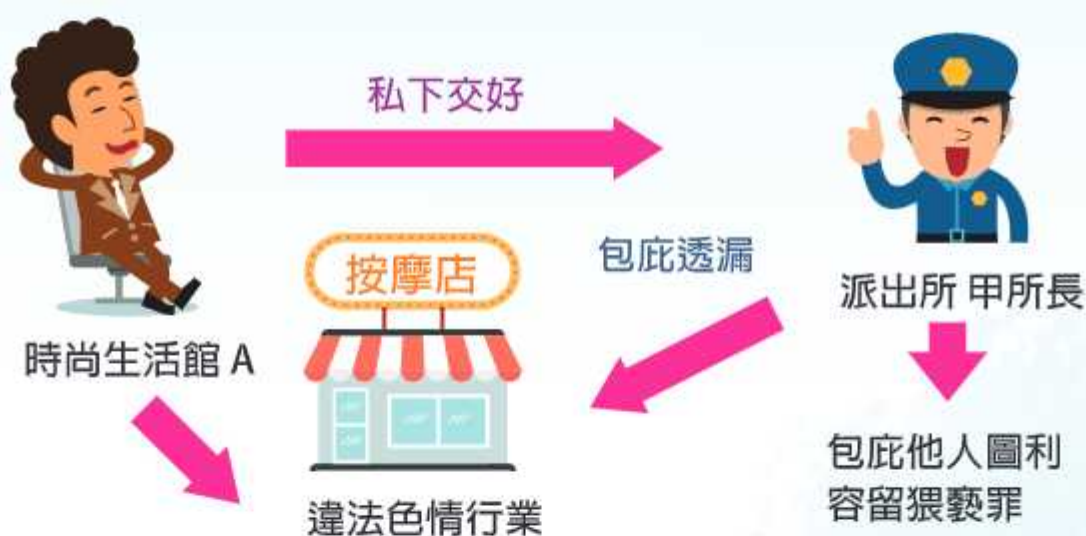 私下交好
包庇透漏
按摩店
派出所 甲所長
時尚生活館 A
包庇他人圖利
容留猥褻罪
違法色情行業